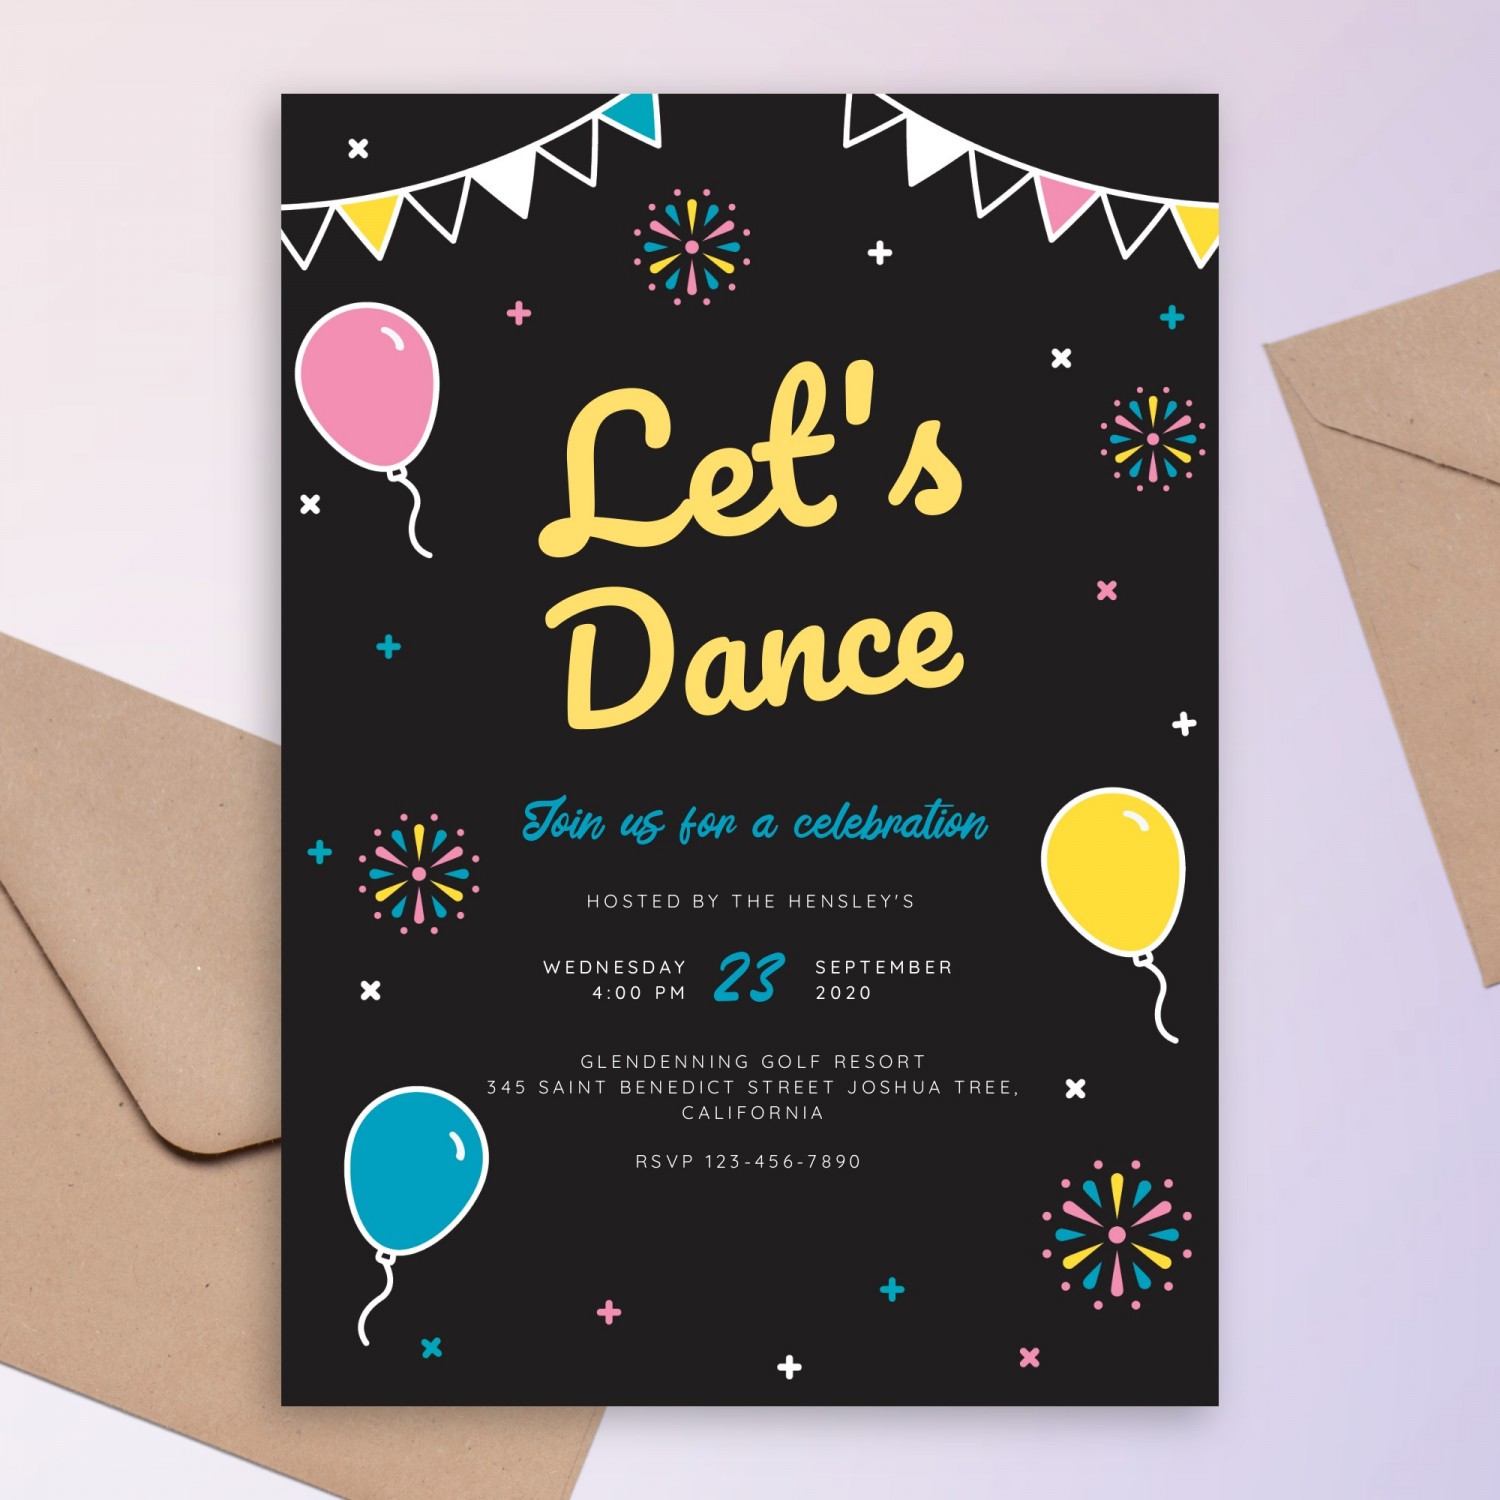 Let's
Dance
Join us for a celebration
HOSTED BY THE HENSLEY'S
WEDNESDAY 23 SEPTEMBER
4:00 PM 2020
GLENDENNING GOLF RESORT
345 SAINT BENEDICT STREET JOSHUA TREE,
CALIFORNIA
RSVP 123-456-7890